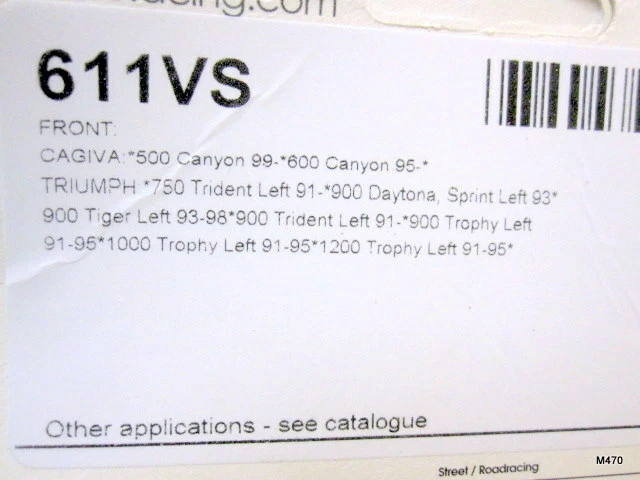 611VS
FRONT:
CAGIVA:*500 Canyon 99-*600 Canyon 95-*
TRIUMPH *750 Trident Left 91-*900 Daytona, Sprint Left 93*
900 Tiger Left 93-98*900 Trident Left 91-*900 Trophy Left
91-95*1000 Trophy Left 91-95*1200 Trophy Left 91-95*
Other applications - see catalogue
Street / Roadracing
M470